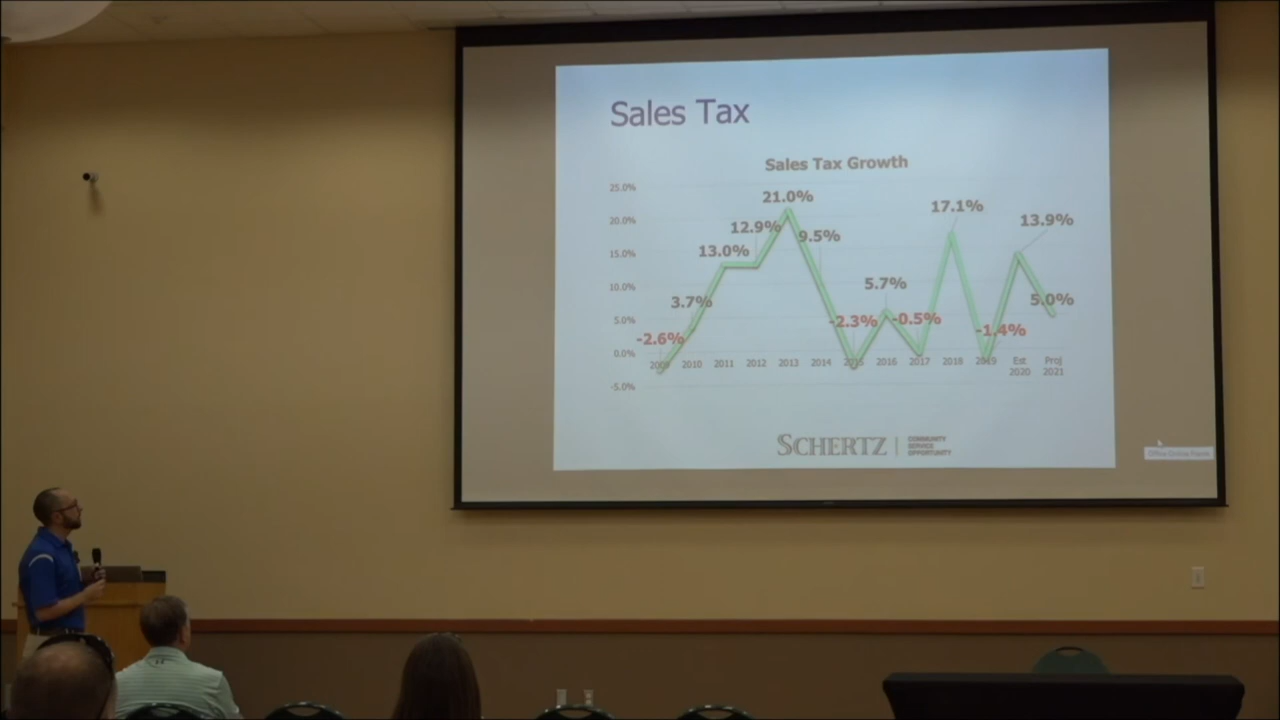 Sales Tax
Sales Tax Growth
25.0%
20.0%
15.0%
10.0%
5.0%
0.0%
-5.0%
-2.6%
3.7%
13.0%
12.9%
21.0%
9.5%
-2.3%
5.7%
-0.5%
17.1%
-1.4%
13.9%
5.0%
2009 2010 2011 2012 2013 2014 2015 2016 2017 2018 2019 Est 2020 Proj 2021
SCHERTZ
COMMUNITY
SERVICE
OPPORTUNITY
Office Online Frame